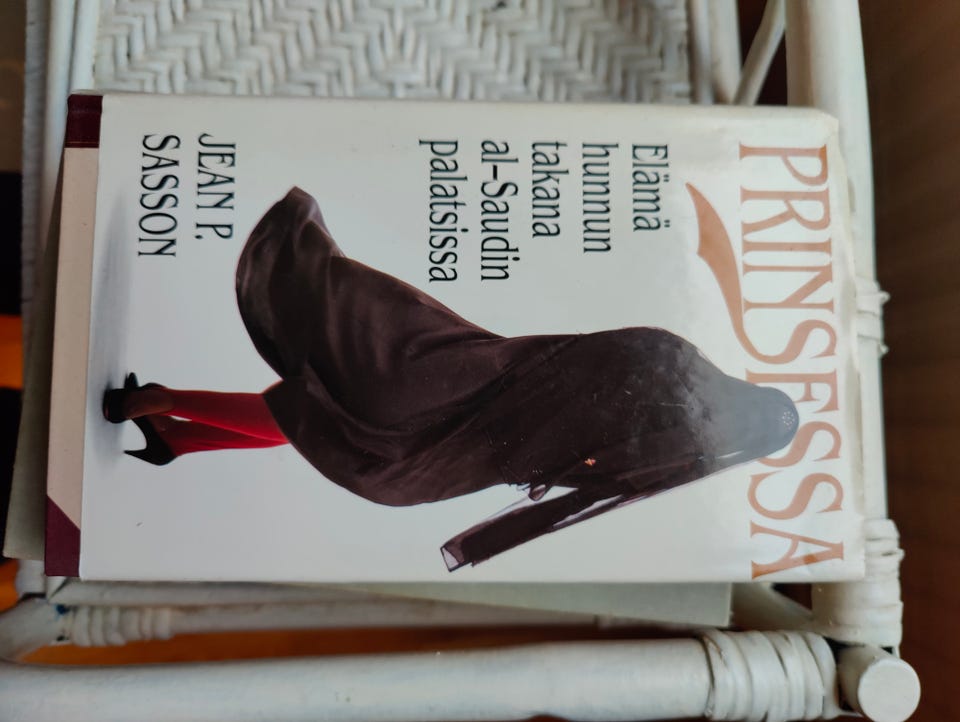 PRINSESSA
Elämä
hunnun
takana
al-Saudin
palatsissa
JEAN P.
SASSON